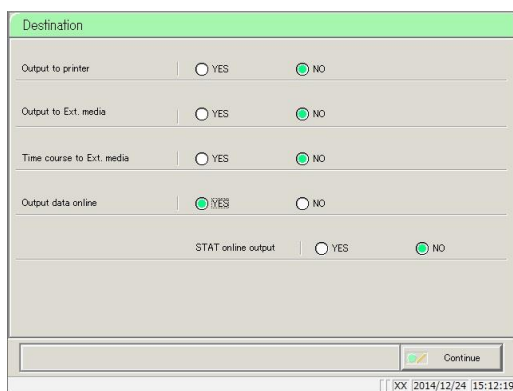 Destination
Output to printer YES NO
Output to Ext. media YES NO
Time course to Ext. media YES NO
Output data online YES NO
STAT online output YES NO
Continue
XX 2014/12/24 15:12:19